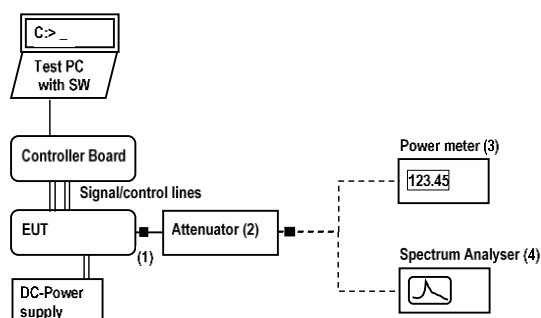 C:> _
Test PC
with SW
Controller Board
Signal/control lines
EUT
(1)
Attenuator (2)
Power meter (3)
123.45
Spectrum Analyser (4)
DC-Power
supply